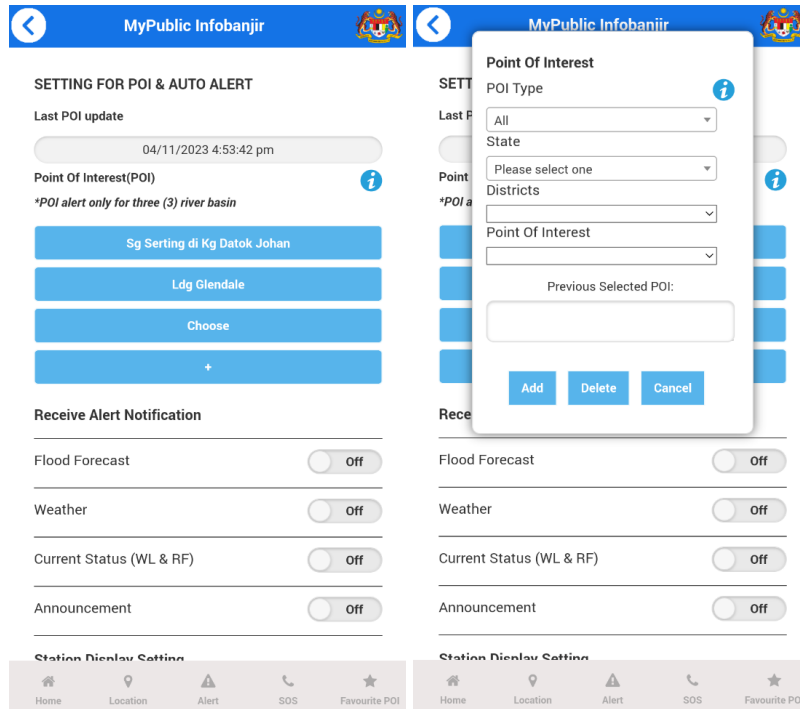 MyPublic Infobanjir
SETTING FOR POI & AUTO ALERT
Last POI update
04/11/2023 4:53:42 pm
Point Of Interest(POI)
i
*POI alert only for three (3) river basin
Sg Serting di Kg Datok Johan
Ldg Glendale
Choose
+
Receive Alert Notification
Flood Forecast
Off
Weather
Off
Current Status (WL & RF)
Off
Announcement
Off
Station Display Setting
Home
Location
Alert
SOS
Favourite POI
MyPublic Infobanjir
SETT
Last P
Point
i
*POI a
Point Of Interest
POI Type
i
All
State
Please select one
Districts
Point Of Interest
Previous Selected POI:
Add
Delete
Cancel
Rece
Flood Forecast
Off
Weather
Off
Current Status (WL & RF)
Off
Announcement
Off
Station Display Setting
Home
Location
Alert
SOS
Favourite PO